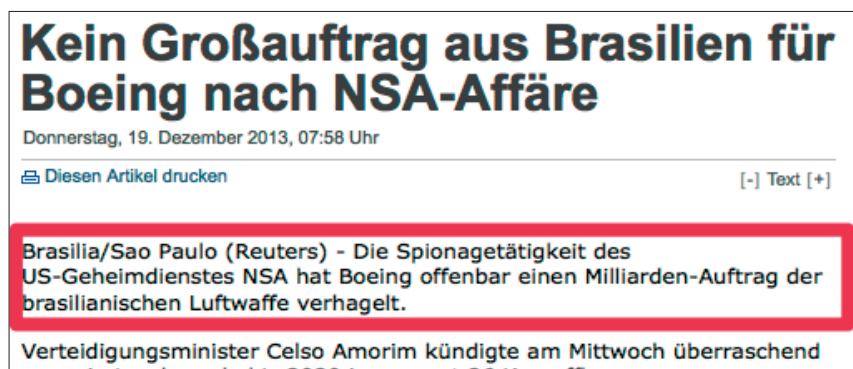 Kein Großauftrag aus Brasilien für
Boeing nach NSA-Affäre
Donnerstag, 19. Dezember 2013, 07:58 Uhr
Diesen Artikel drucken
[-] Text [+]
Brasilia/Sao Paulo (Reuters) - Die Spionagetätigkeit des
US-Geheimdienstes NSA hat Boeing offenbar einen Milliarden-Auftrag der
brasilianischen Luftwaffe verhagelt.
Verteidigungsminister Celso Amorim kündigte am Mittwoch überraschend